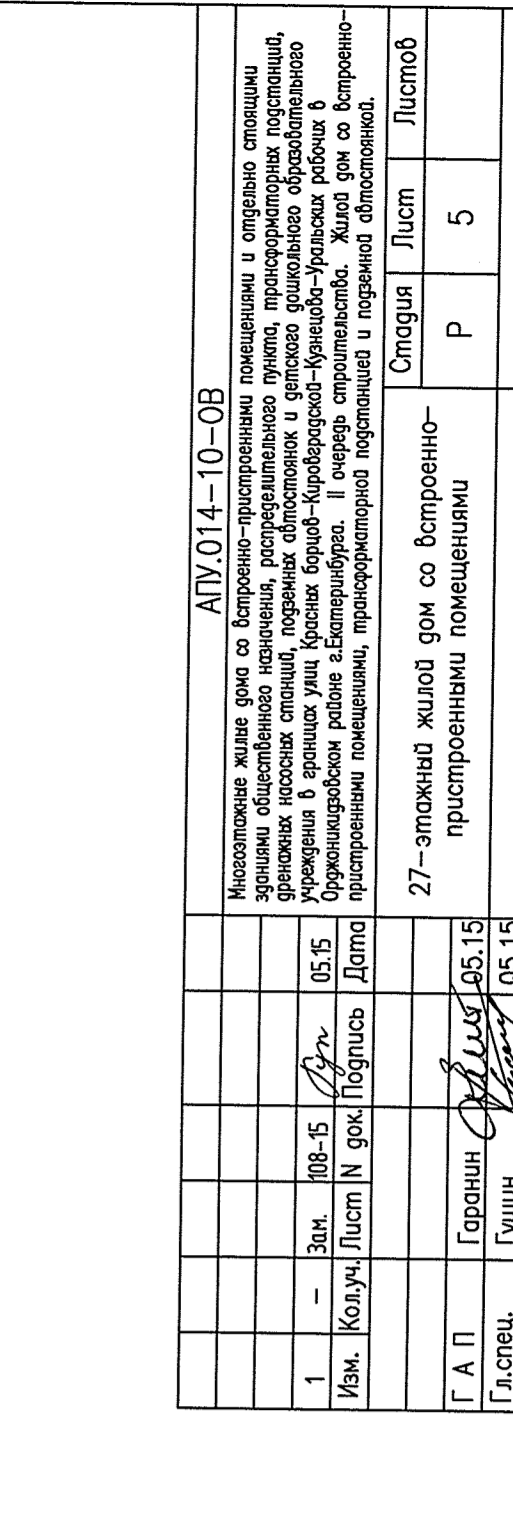 АПУ.014-10-ОВ
Многоэтажные жилые дома со встроенно-пристроенными помещениями и отдельно стоящими
зданиями общественного назначения, распределительного пункта, трансформаторных подстанций,
дренажных насосных станций, подземных автостоянок и детского дошкольного образовательного
учреждения в границах улиц Красных борцов-Кировградской-Кузнецова-Уральских рабочих в
Орджоникидзовском районе г.Екатеринбурга. II очередь строительства. Жилой дом со встроенно-
пристроенными помещениями, трансформаторной подстанцией и подземной автостоянкой.
1 - Зам. 108-15 05.15
Изм. Кол.уч. Лист N док. Подпись Дата
27-этажный жилой дом со встроенно-
пристроенными помещениями
Стадия Лист Листов
Р 5
Г А П Гаранин 05.15
Гл.спец. Гущин 05.15